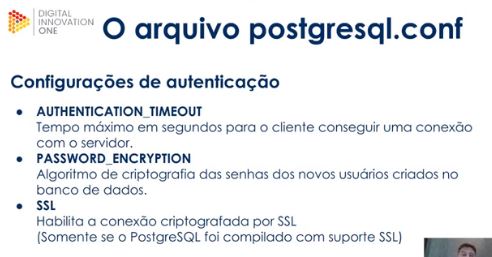 DIGITAL
INNOVATION
ONE
O arquivo postgresql.conf
Configurações de autenticação
● AUTHENTICATION_TIMEOUT
Tempo máximo em segundos para o cliente conseguir uma conexão
com o servidor.
● PASSWORD_ENCRYPTION
Algoritmo de criptografia das senhas dos novos usuários criados no
banco de dados.
● SSL
Habilita a conexão criptografada por SSL
(Somente se o PostgreSQL foi compilado com suporte SSL)